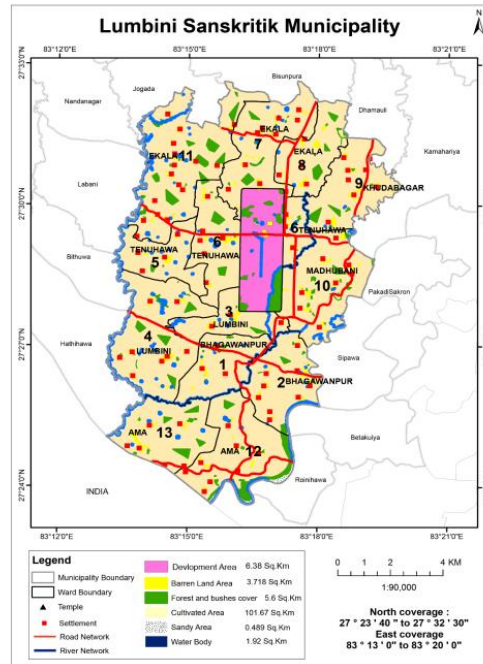 Lumbini Sanskritik Municipality
N
83°12'0"E 83°15'0"E 83°18'0"E 83°21'0"E
27°33'0"N
Bisunpura
Jogada
Nandanagar
Dhamauli
EKALA
7
Kamahariya
EKALA 11
EKALA
8
Labani
9
KHUDABAGAR
27°30'0"N
6
TENUHAWA
TENUHAWA
5
6
TENUHAWA
Sithuwa
MADHUBANI
10
PakadiSakron
3
LUMBINI
Hathihawa
4
BHAGAWANPUR
27°27'0"N
LUMBINI
1
Sipawa
2
BHAGAWANPUR
AMA
13
AMA 12
Betakuiya
Roinihawa
27°24'0"N
INDIA
83°12'0"E 83°15'0"E 83°18'0"E 83°21'0"E
Legend
Municipality Boundary
Ward Boundary
Temple
Settlement
Road Network
River Network
Devlopment Area 6.38 Sq.Km
Barren Land Area 3.718 Sq.Km
Forest and bushes cover 5.6 Sq.Km
Cultivated Area 101.67 Sq.Km
Sandy Area 0.489 Sq.Km
Water Body 1.92 Sq.Km
0 1 2 4 KM
1:90,000
North coverage :
27 ° 23 ' 40 " to 27 ° 32 ' 30"
East coverage
83 ° 13 ' 0" to 83 ° 20 ' 0"